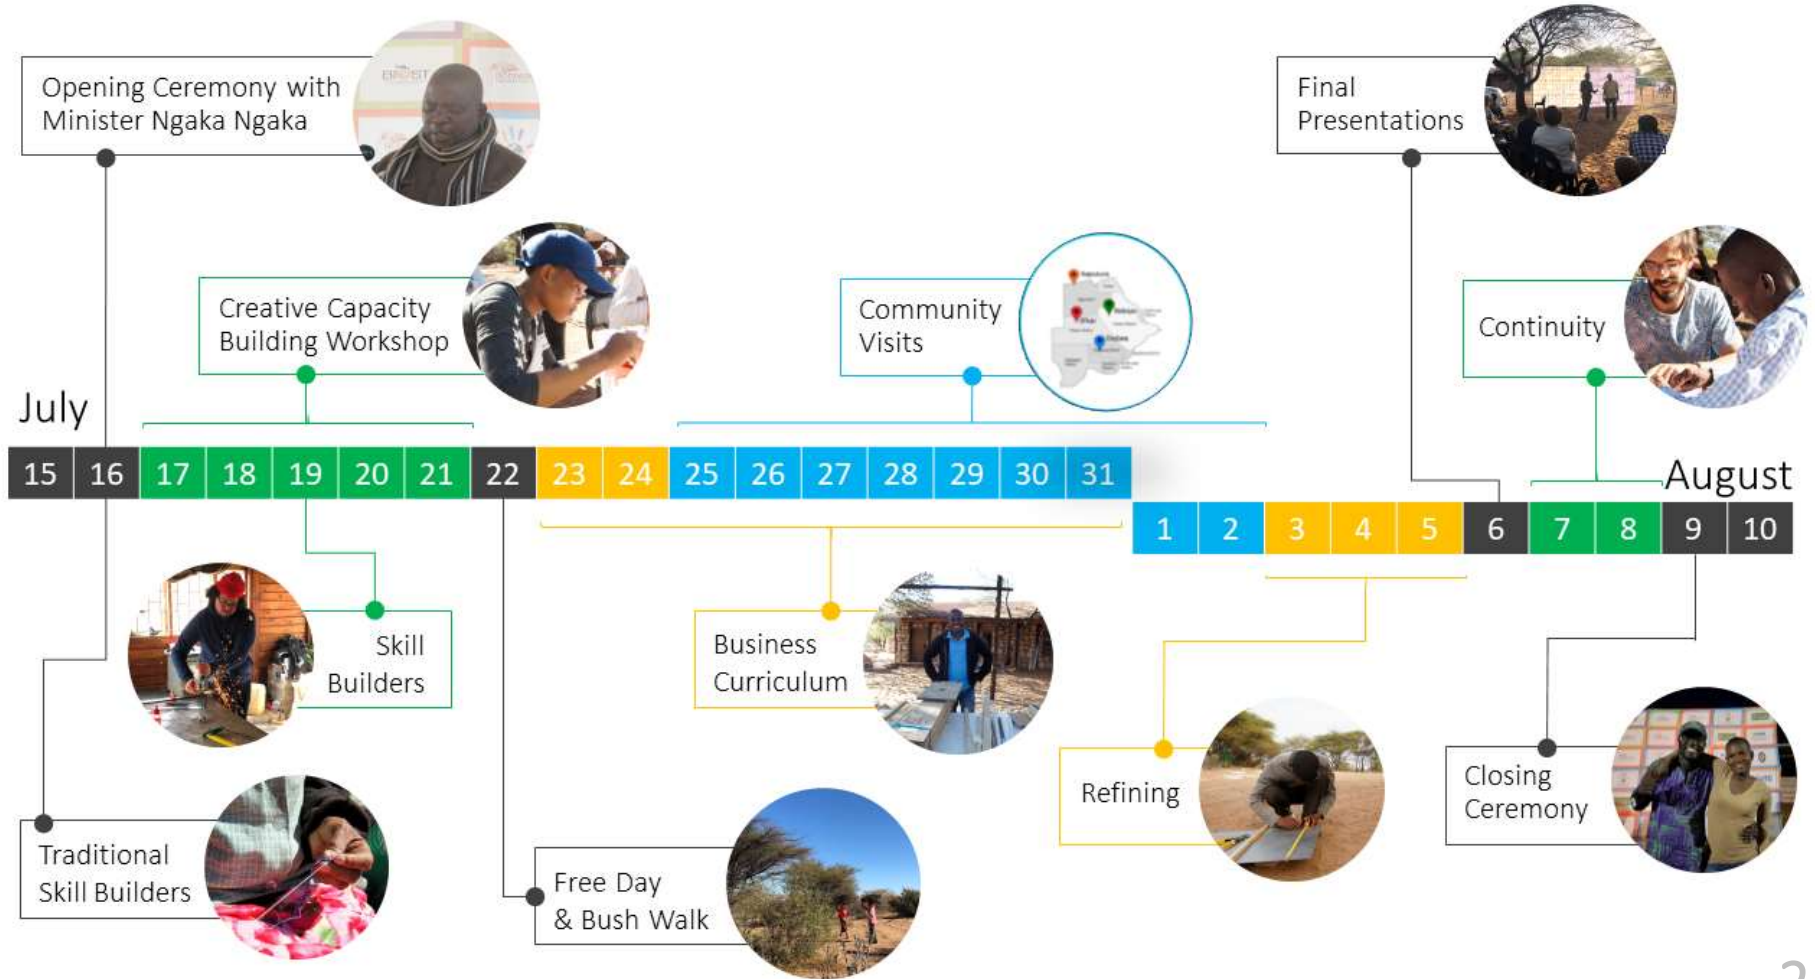 Opening Ceremony with
Minister Ngaka Ngaka
Final
Presentations
Creative Capacity
Building Workshop
Community
Visits
Continuity
July
15 16 17 18 19 20 21 22 23 24 25 26 27 28 29 30 31
August
1 2 3 4 5 6 7 8 9 10
Skill
Builders
Business
Curriculum
Refining
Closing
Ceremony
Traditional
Skill Builders
Free Day
& Bush Walk